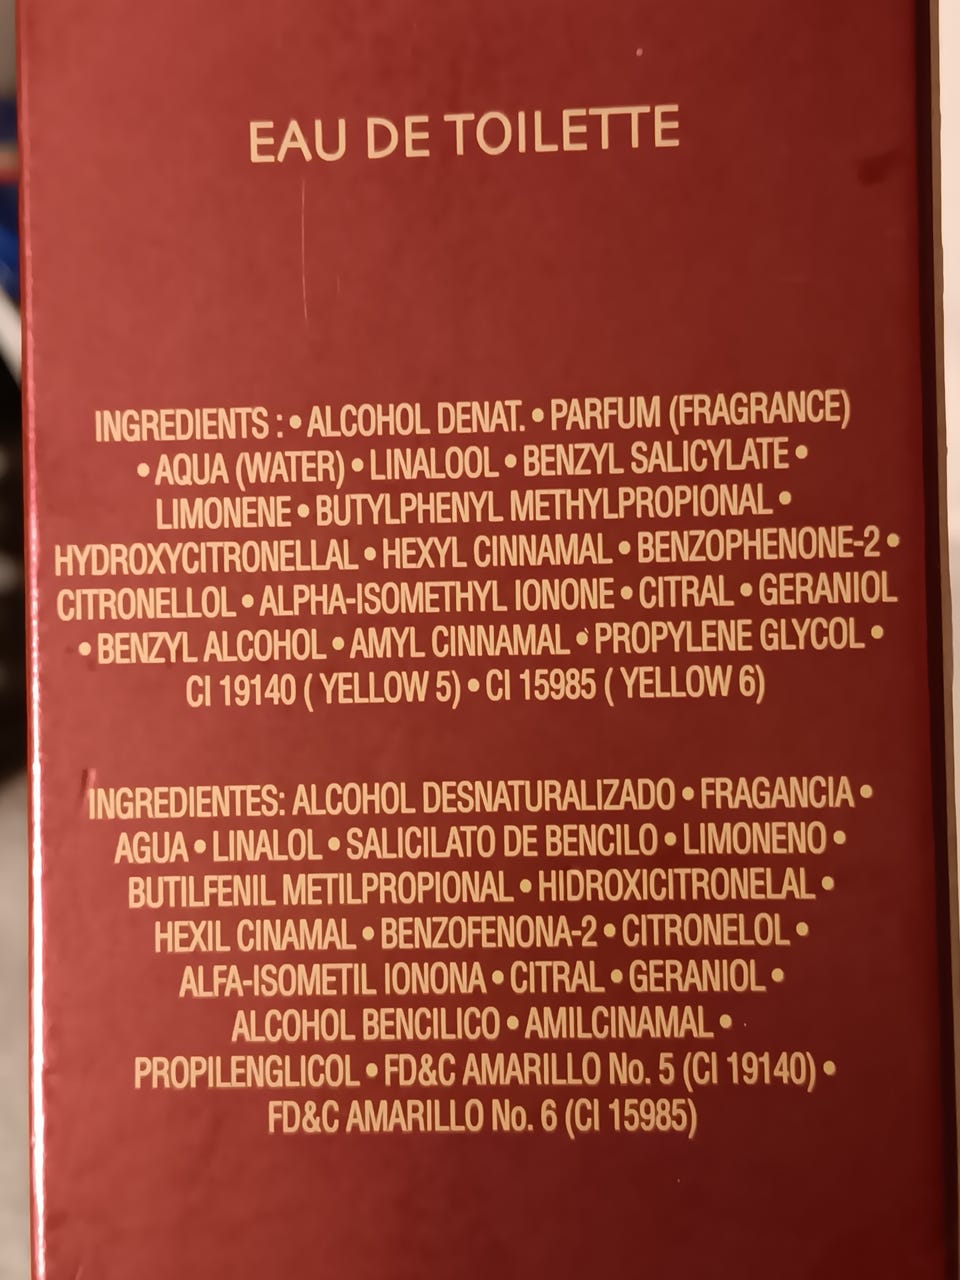 EAU DE TOILETTE
INGREDIENTS : • ALCOHOL DENAT. • PARFUM (FRAGRANCE)
• AQUA (WATER) • LINALOOL • BENZYL SALICYLATE •
LIMONENE • BUTYLPHENYL METHYLPROPIONAL •
HYDROXYCITRONELLAL • HEXYL CINNAMAL • BENZOPHENONE-2 •
CITRONELLOL • ALPHA-ISOMETHYL IONONE • CITRAL • GERANIOL
• BENZYL ALCOHOL • AMYL CINNAMAL • PROPYLENE GLYCOL •
CI 19140 ( YELLOW 5) • CI 15985 ( YELLOW 6)
INGREDIENTES: ALCOHOL DESNATURALIZADO • FRAGANCIA •
AGUA • LINALOL • SALICILATO DE BENCILO • LIMONENO •
BUTILFENIL METILPROPIONAL • HIDROXICITRONELAL •
HEXIL CINAMAL • BENZOFENONA-2 • CITRONELOL •
ALFA-ISOMETIL IONONA • CITRAL • GERANIOL •
ALCOHOL BENCILICO • AMILCINAMAL •
PROPILENGLICOL • FD&C AMARILLO No. 5 (CI 19140) •
FD&C AMARILLO No. 6 (CI 15985)